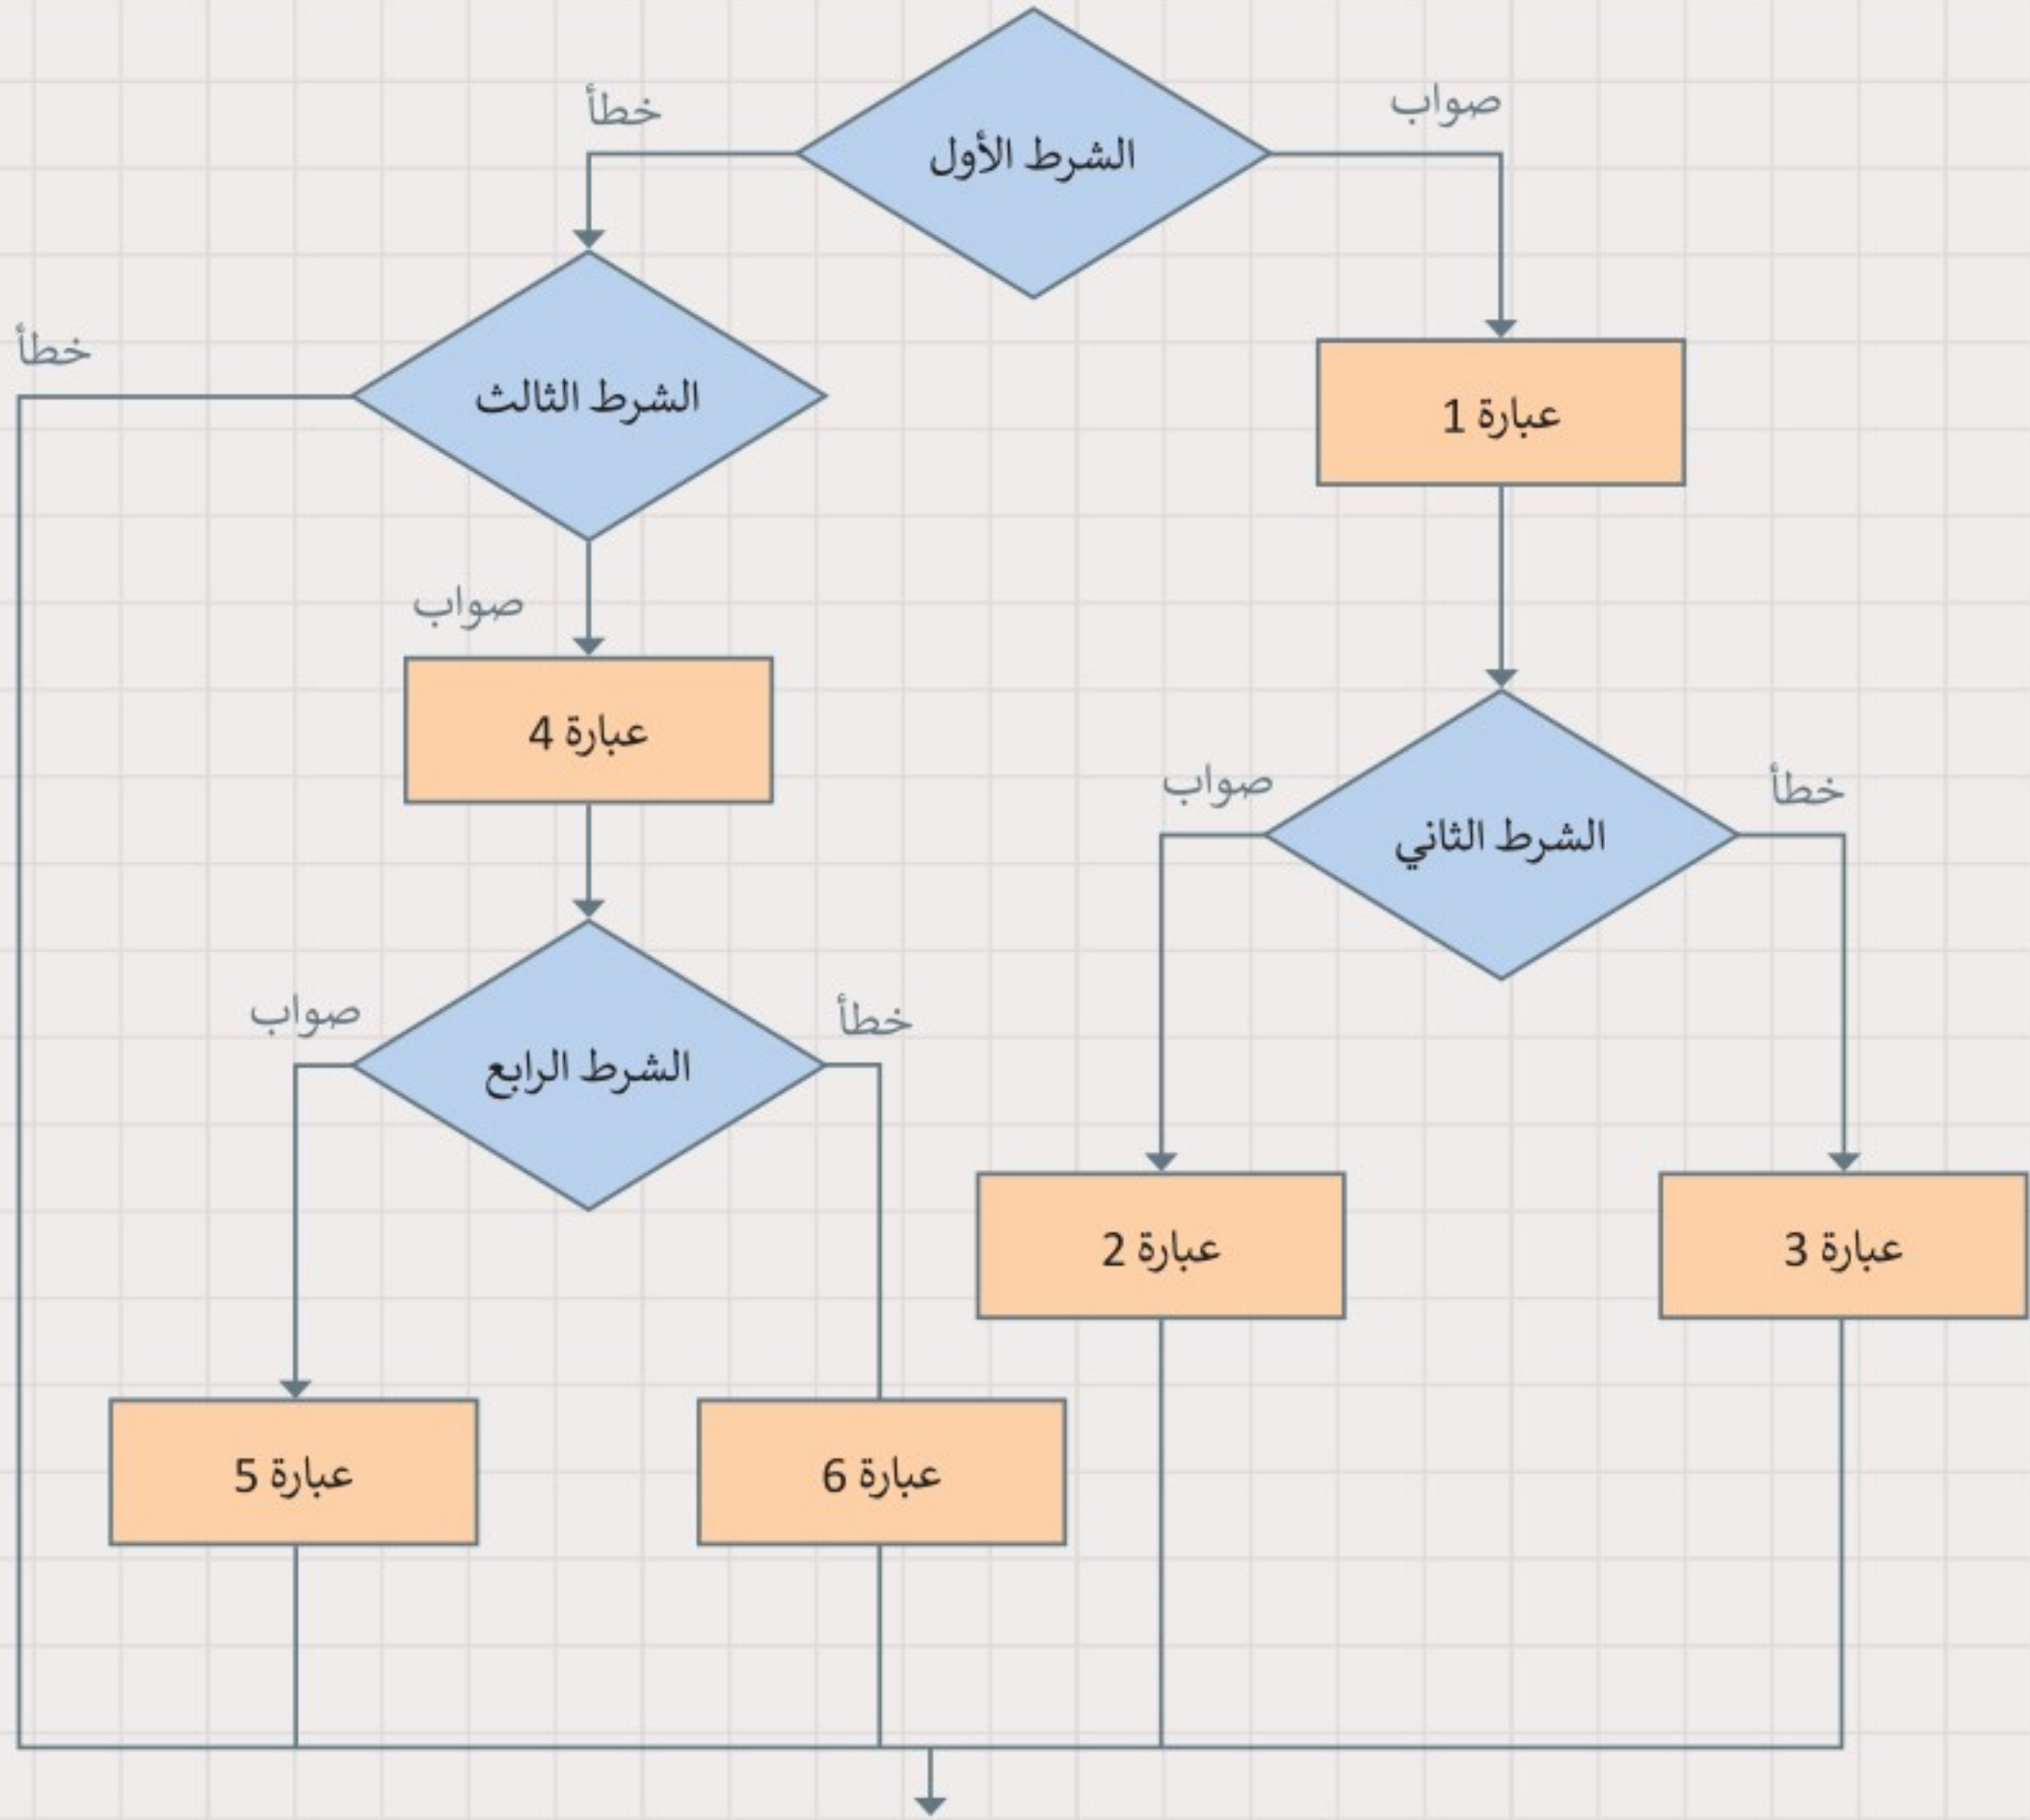 الشرط الأول
صواب
خطأ
عبارة 1
الشرط الثالث
خطأ
صواب
عبارة 4
الشرط الثاني
خطأ
صواب
الشرط الرابع
خطأ
صواب
عبارة 3
عبارة 2
عبارة 6
عبارة 5